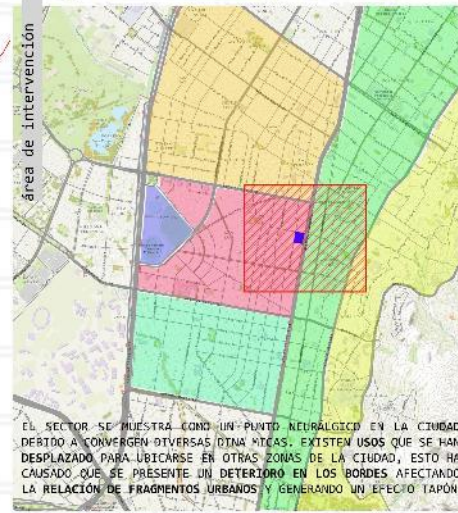 área de intervención
EL SECTOR SE MUESTRA COMO UN PUNTO NEURÁLGICO EN LA CIUDAD
DEBIDO A CONVERGEN DIVERSAS DINA MICAS. EXISTEN USOS QUE SE HAN
DESPLAZADO PARA UBICARSE EN OTRAS ZONAS DE LA CIUDAD, ESTO HA
CAUSADO QUE SE PRESENTE UN DETERIORO EN LOS BORDES AFECTANDO
LA RELACIÓN DE FRAGMENTOS URBANOS Y GENERANDO UN EFECTO TAPÓN